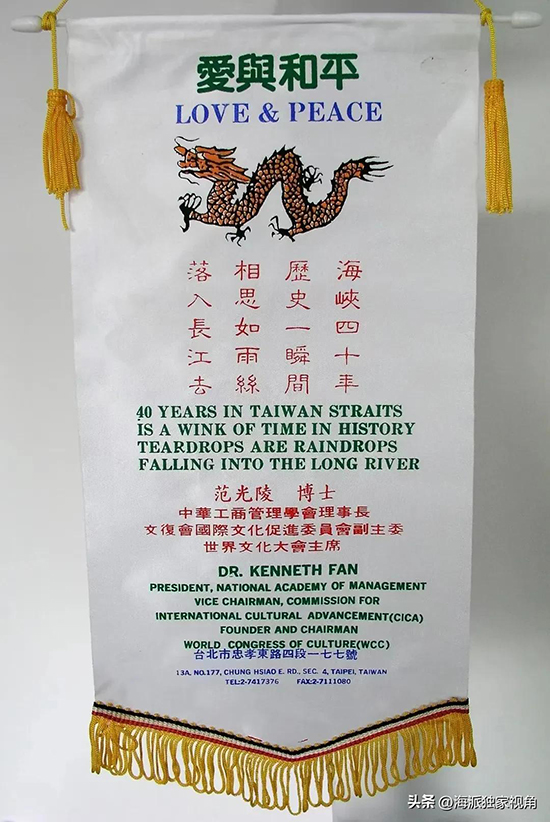 愛與和平
LOVE & PEACE
海峽四十年
歷史一瞬間
相思如雨絲
落入長江去
40 YEARS IN TAIWAN STRAITS
IS A WINK OF TIME IN HISTORY
TEARDROPS ARE RAINDROPS
FALLING INTO THE LONG RIVER
范光陵 博士
中華工商管理學會理事長
文復會國際文化促進委員會副主委
世界文化大會主席
DR. KENNETH FAN
PRESIDENT, NATIONAL ACADEMY OF MANAGEMENT
VICE CHAIRMAN, COMMISSION FOR
INTERNATIONAL CULTURAL ADVANCEMENT(CICA)
FOUNDER AND CHAIRMAN
WORLD CONGRESS OF CULTURE(WCC)
台北市忠孝東路四段一七七號
13A, NO.177, CHUNG HSIAO E. RD., SEC. 4, TAIPEI, TAIWAN
TEL:2-7417376 FAX:2-7111080
头条 @海派独家视角